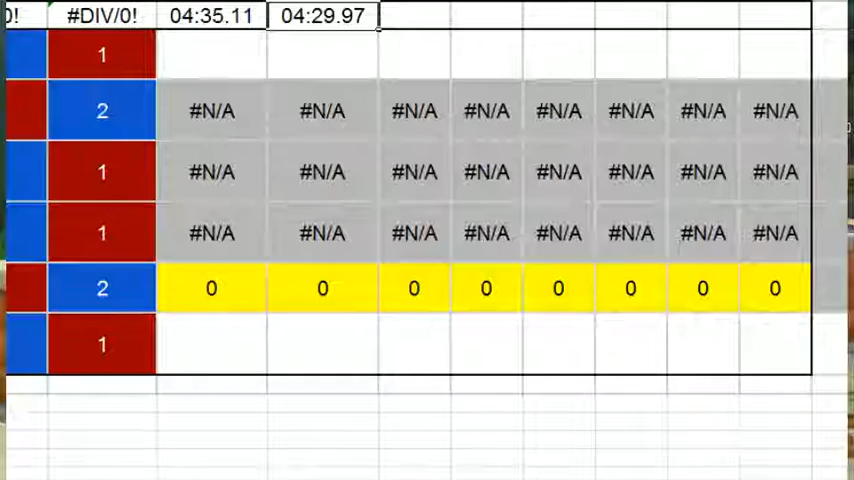 0! #DIV/0! 04:35.11 04:29.97
1
2 #N/A #N/A #N/A #N/A #N/A #N/A #N/A #N/A
1 #N/A #N/A #N/A #N/A #N/A #N/A #N/A #N/A
1 #N/A #N/A #N/A #N/A #N/A #N/A #N/A #N/A
2 0 0 0 0 0 0 0 0
1